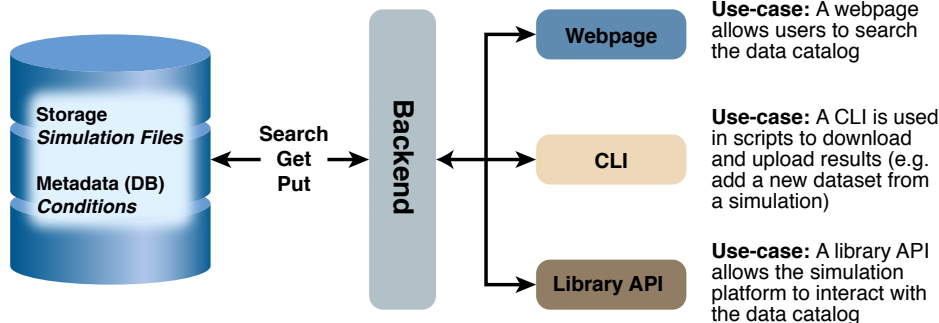 Storage
Simulation Files
Metadata (DB)
Conditions
Search
Get
Put
Backend
Webpage
Use-case: A webpage
allows users to search
the data catalog
CLI
Use-case: A CLI is used
in scripts to download
and upload results (e.g.
add a new dataset from
a simulation)
Library API
Use-case: A library API
allows the simulation
platform to interact with
the data catalog